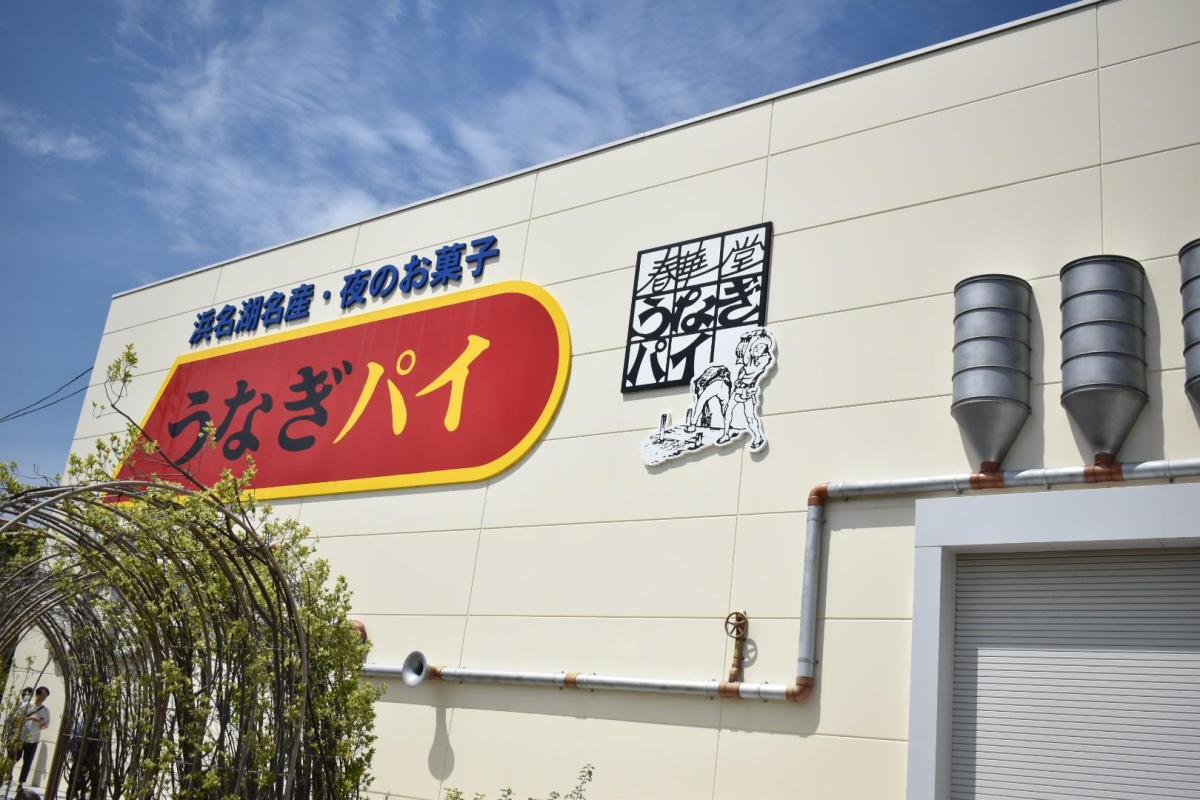 浜名湖名産・夜のお菓子
うなぎパイ
春華堂
うなぎ
パイ